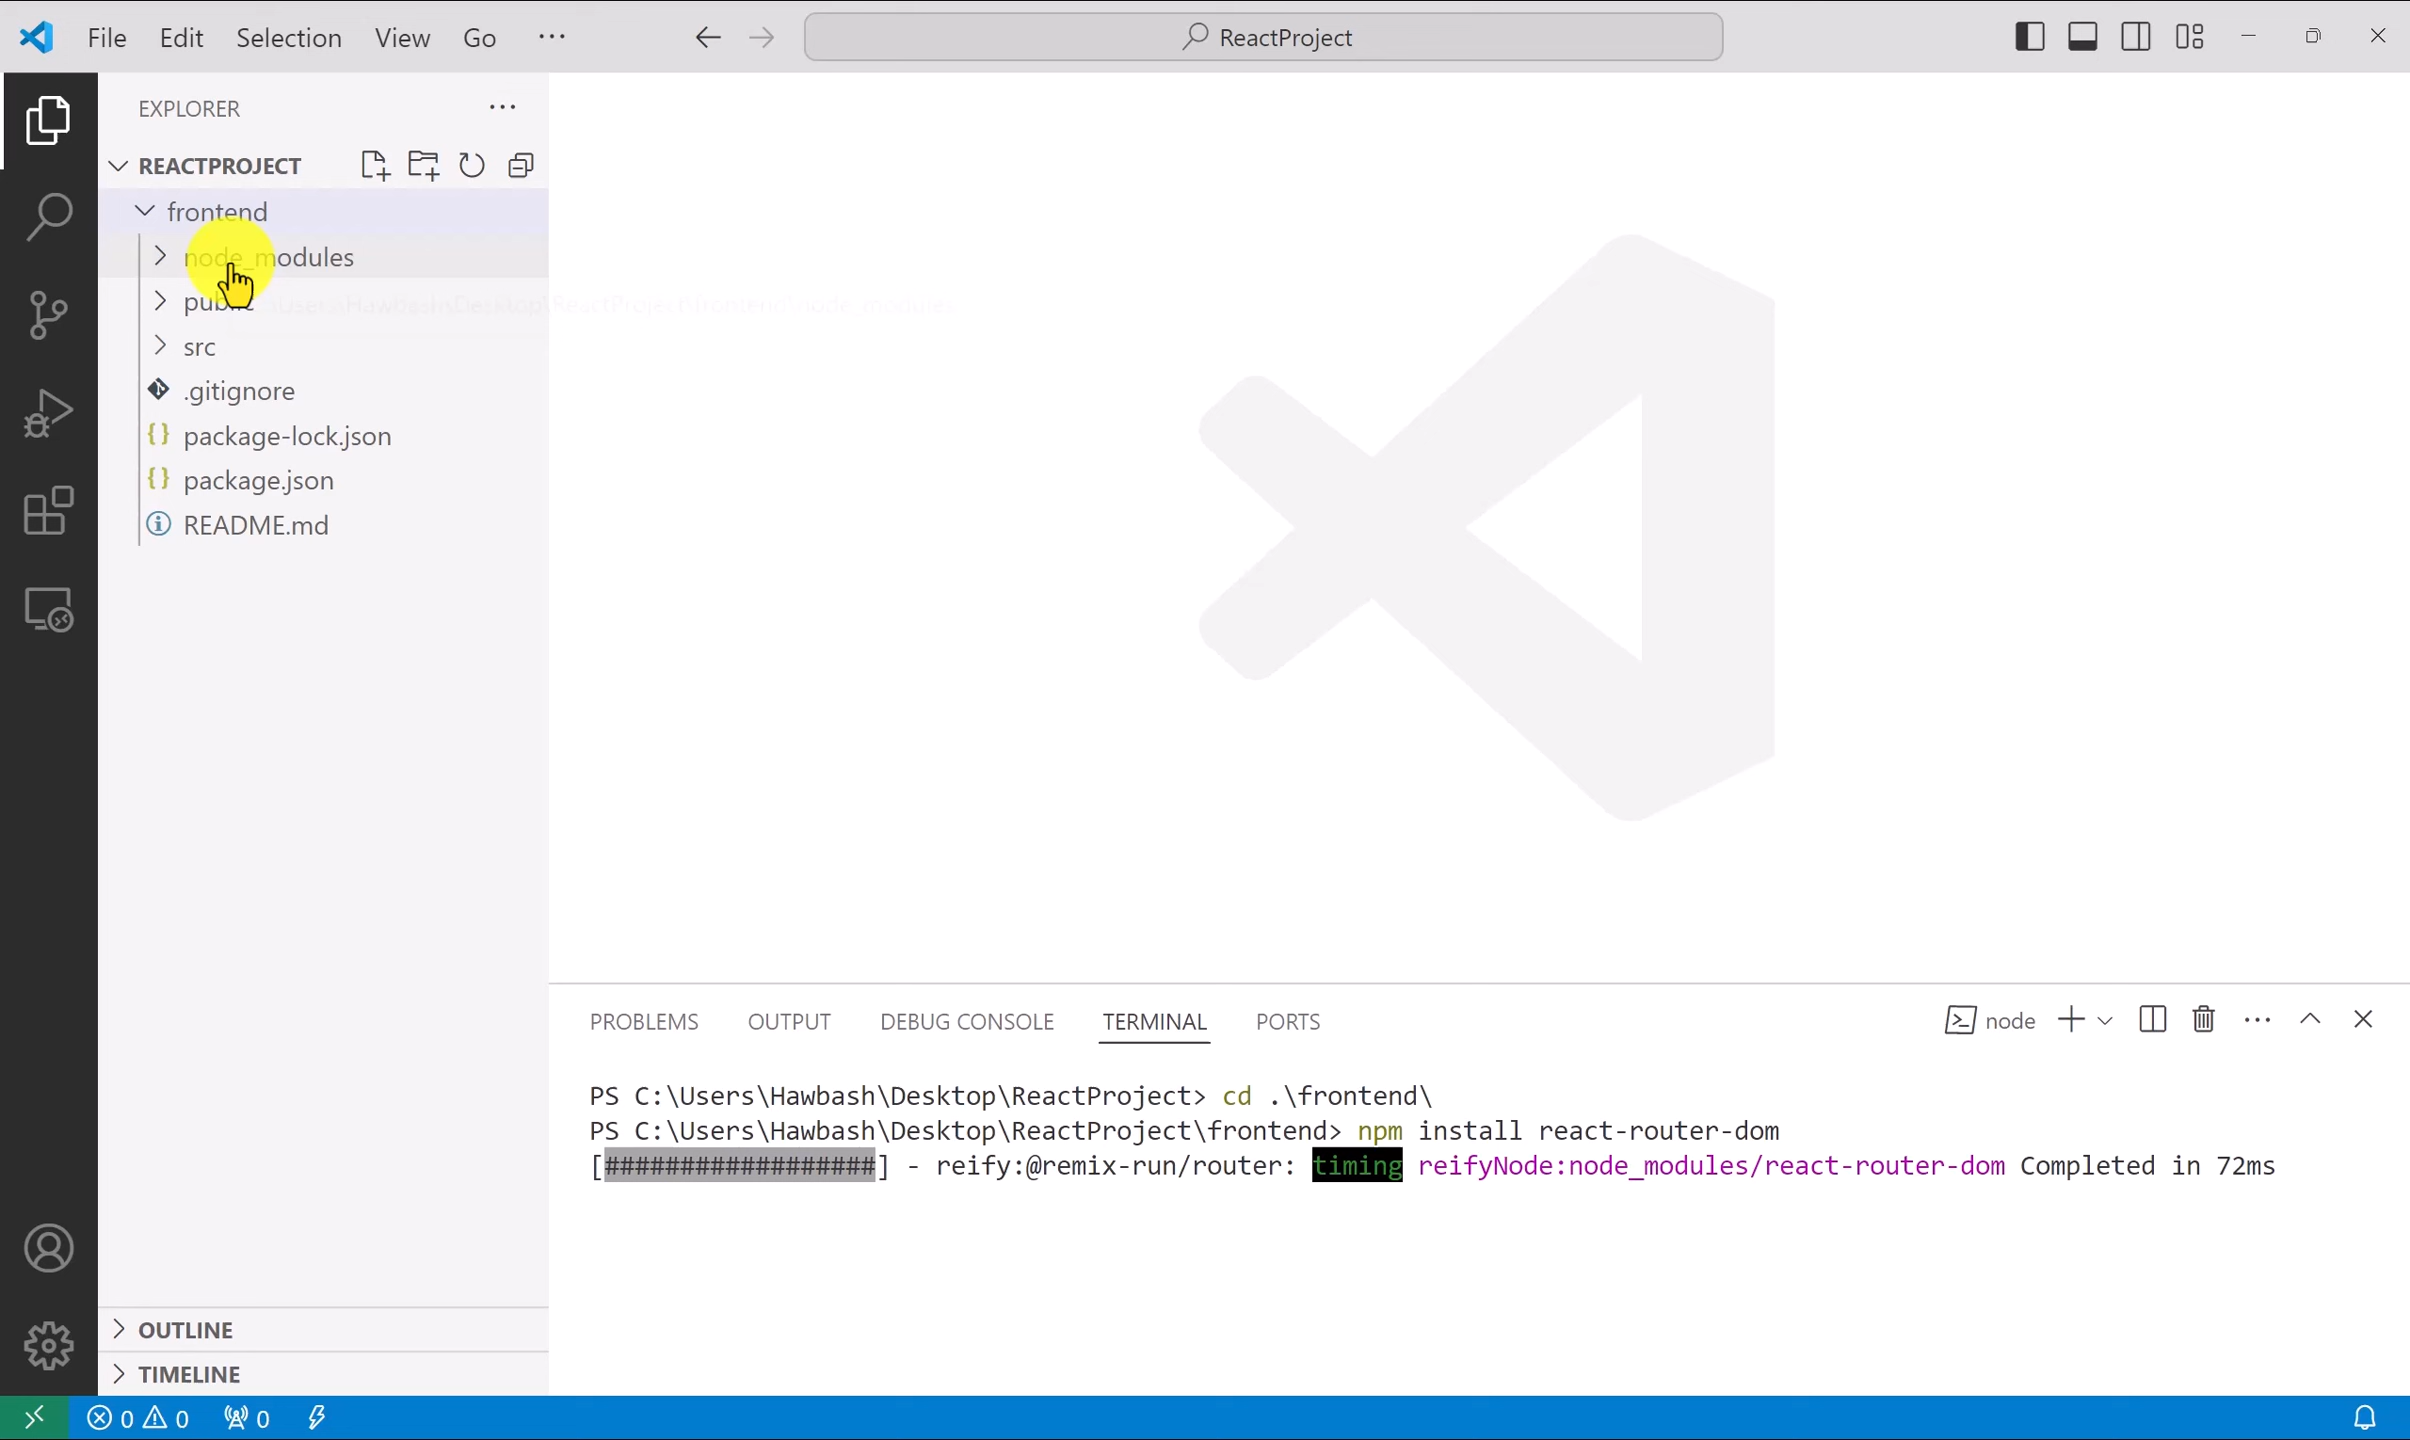 File Edit Selection View Go ··· ReactProject
EXPLORER
REACTPROJECT
frontend
node_modules
public
src
.gitignore
package-lock.json
package.json
README.md
OUTLINE
TIMELINE
PROBLEMS OUTPUT DEBUG CONSOLE TERMINAL PORTS node
PS C:\Users\Hawbash\Desktop\ReactProject> cd .\frontend\
PS C:\Users\Hawbash\Desktop\ReactProject\frontend> npm install react-router-dom
[##################] - reify:@remix-run/router: timing reifyNode:node_modules/react-router-dom Completed in 72ms
0 0 0